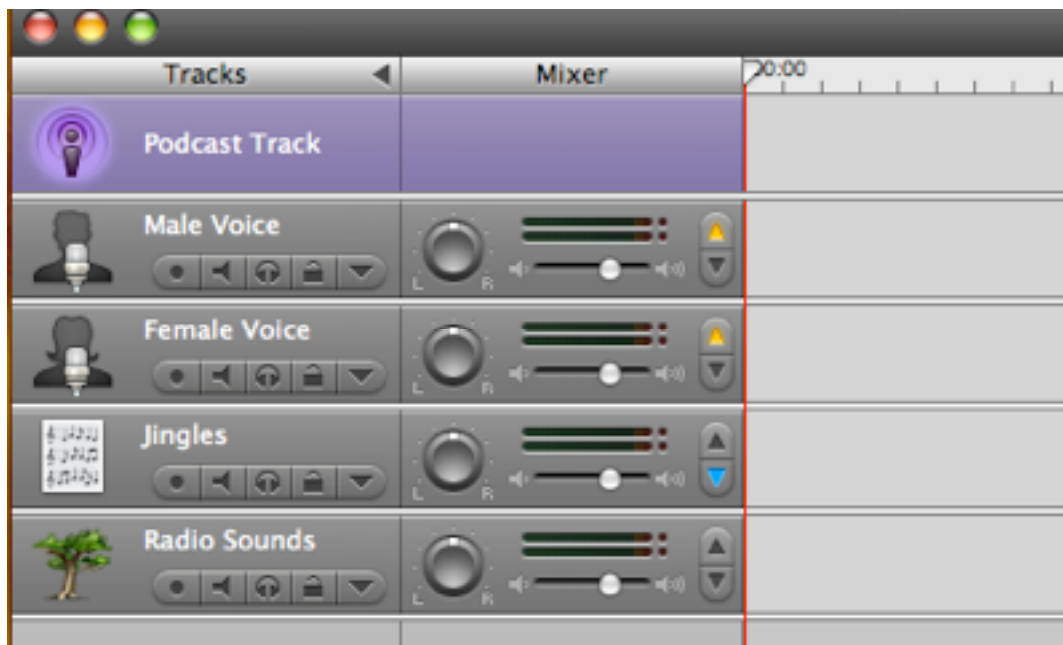 Tracks
Mixer
00:00
Podcast Track
Male Voice
L R
Female Voice
L R
Jingles
L R
Radio Sounds
L R